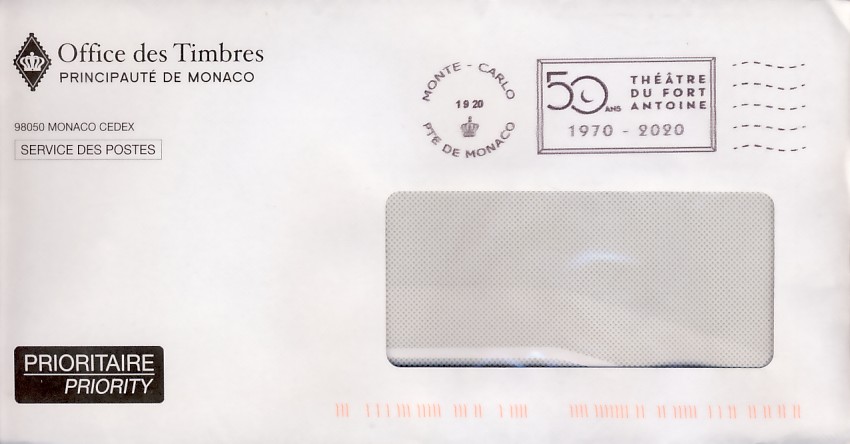 Office des Timbres
PRINCIPAUTÉ DE MONACO
98050 MONACO CEDEX
SERVICE DES POSTES
MONTE - CARLO
19 20
PTE DE MONACO
50 ANS
THÉÂTRE
DU FORT
ANTOINE
1970 - 2020
PRIORITAIRE
PRIORITY